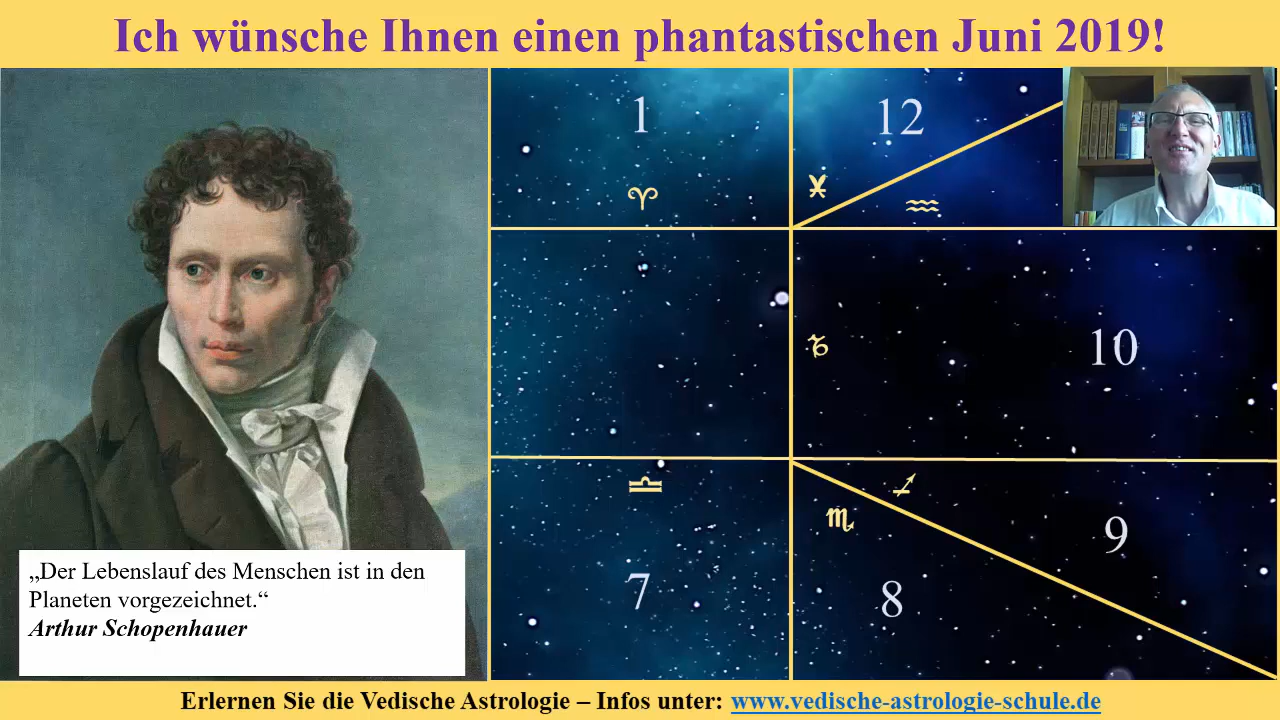 Ich wünsche Ihnen einen phantastischen Juni 2019!
1
12
♈
♓
♒
♑
10
♎
♐
♏
9
7
8
„Der Lebenslauf des Menschen ist in den
Planeten vorgezeichnet.“
Arthur Schopenhauer
Erlernen Sie die Vedische Astrologie – Infos unter: www.vedische-astrologie-schule.de